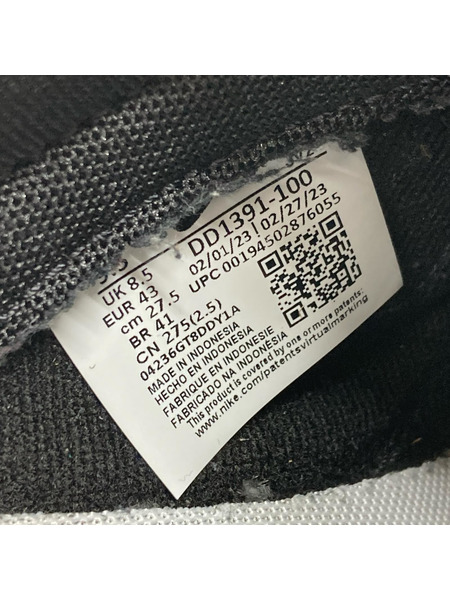 UK 8.5
EUR 43
cm 27.5
BR 41
CN 275(2.5)
04236GT8DDY1A
DD1391-100
02/01/23 | 02/27/23
UPC 00194502876055
MADE IN INDONESIA
HECHO EN INDONESIA
FABRIQUE EN INDONESIE
FABRICADO NA INDONÉSIA
This product is covered by one or more patents:
www.nike.com/patentsvirtualmarking